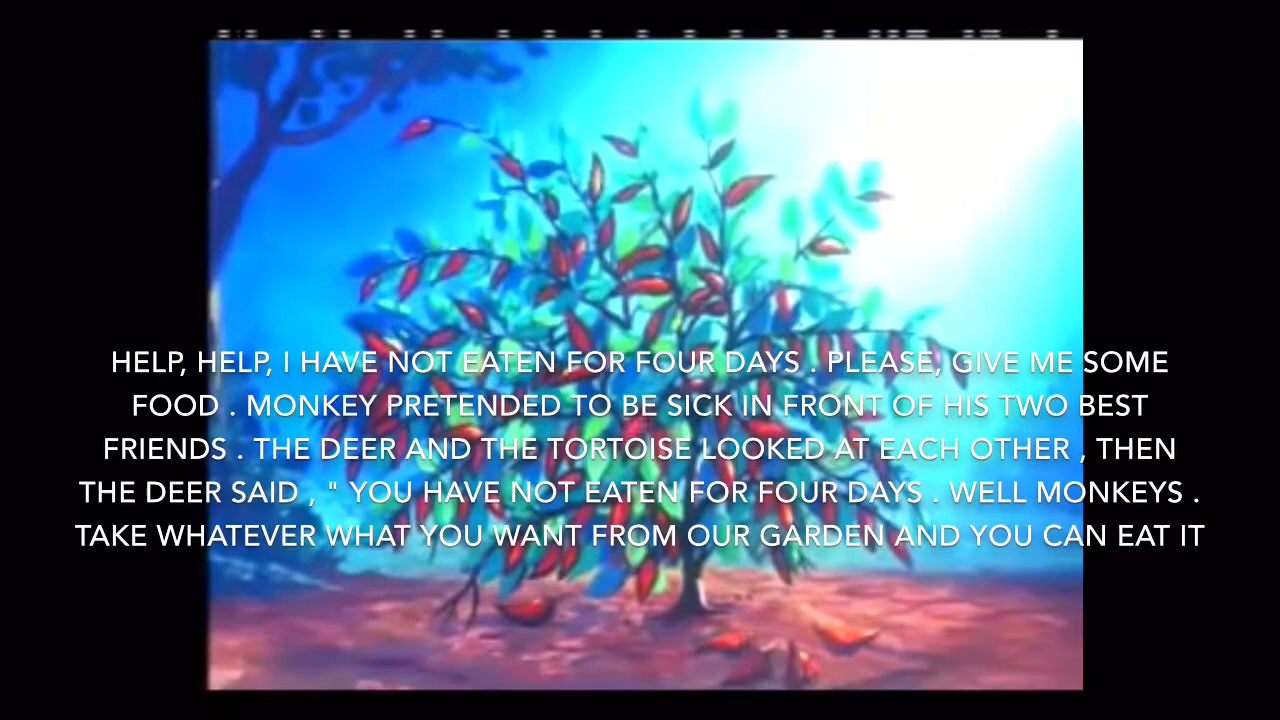 HELP, HELP, I HAVE NOT EATEN FOR FOUR DAYS . PLEASE, GIVE ME SOME
FOOD . MONKEY PRETENDED TO BE SICK IN FRONT OF HIS TWO BEST
FRIENDS . THE DEER AND THE TORTOISE LOOKED AT EACH OTHER , THEN
THE DEER SAID , " YOU HAVE NOT EATEN FOR FOUR DAYS . WELL MONKEYS .
TAKE WHATEVER WHAT YOU WANT FROM OUR GARDEN AND YOU CAN EAT IT